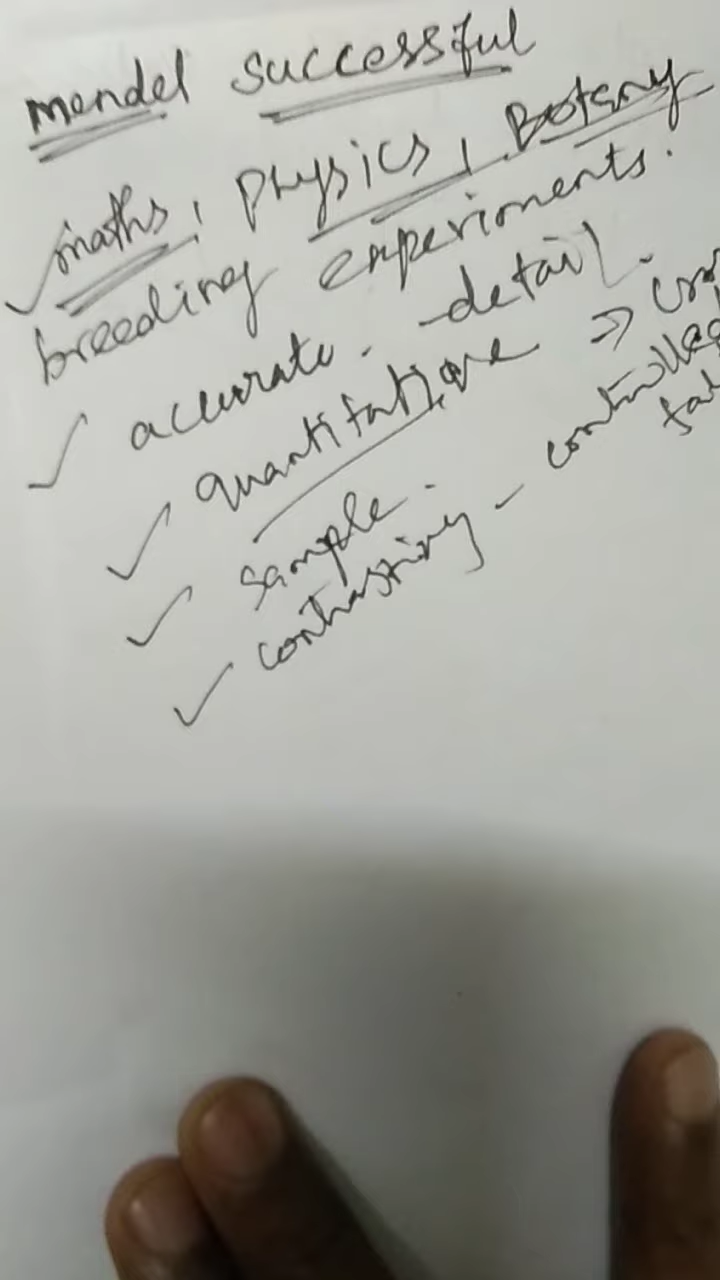 mendel successful
maths, physics, Botany
breeding experiments.
accurate - detail.
quantitative ⇒
sample.
contrasting - controlled